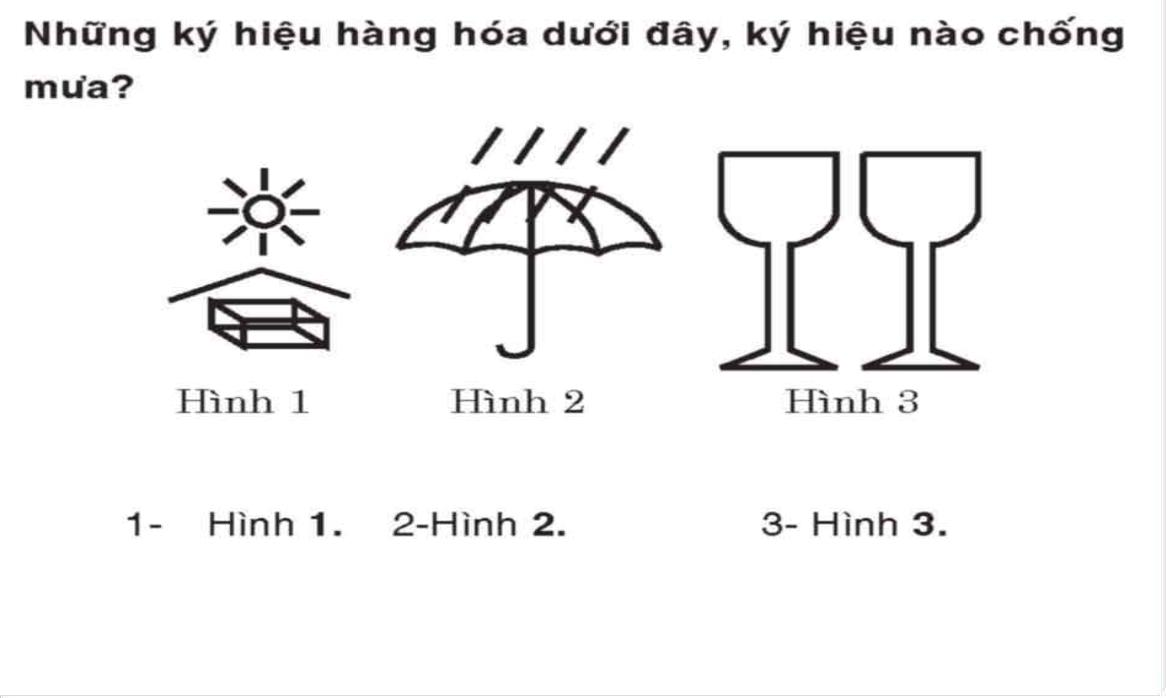 Những ký hiệu hàng hóa dưới đây, ký hiệu nào chống
mưa?
Hình 1 Hình 2 Hình 3
1- Hình 1. 2-Hình 2. 3- Hình 3.